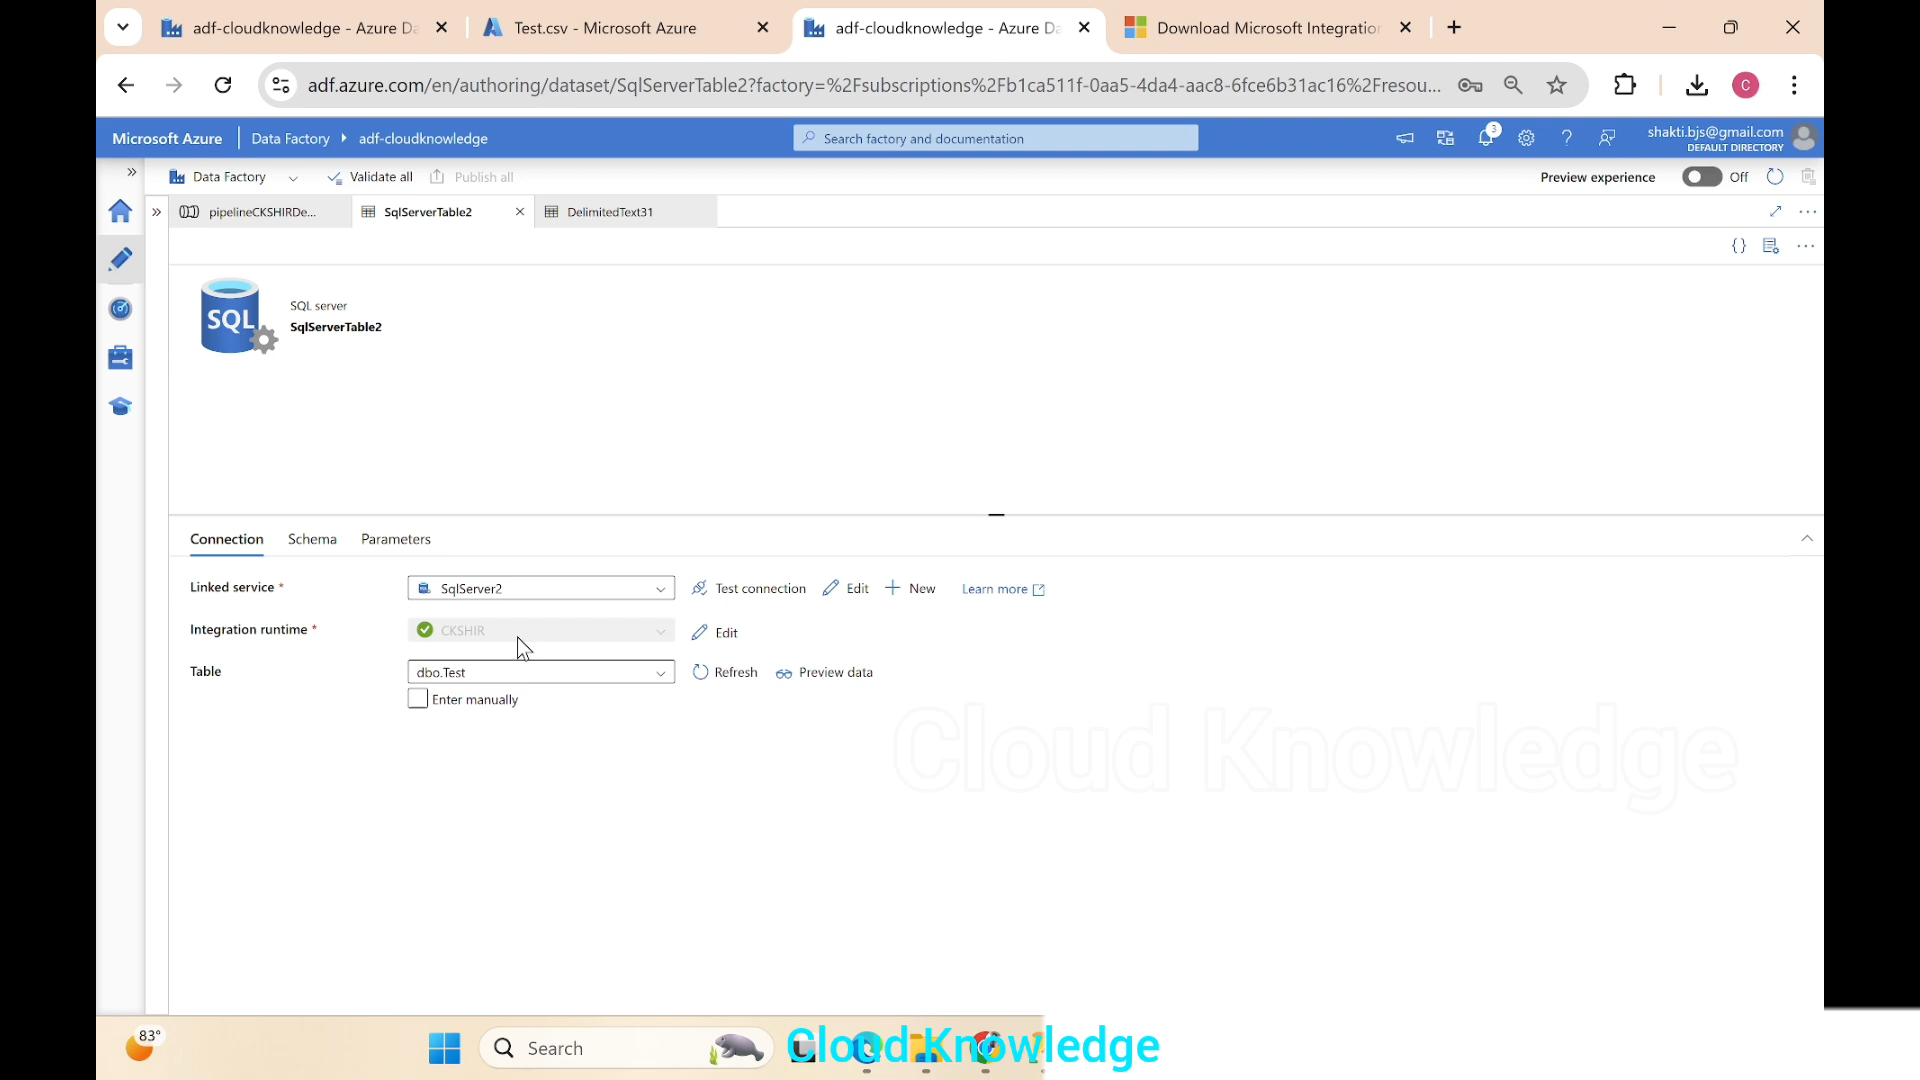 adf-cloudknowledge - Azure Da
Test.csv - Microsoft Azure
adf-cloudknowledge - Azure Da
Download Microsoft Integration
adf.azure.com/en/authoring/dataset/SqlServerTable2?factory=%2Fsubscriptions%2Fb1ca511f-0aa5-4da4-aac8-6fce6b31ac16%2Fresou...
C
Microsoft Azure
Data Factory
adf-cloudknowledge
Search factory and documentation
3
shakti.bjs@gmail.com
DEFAULT DIRECTORY
Data Factory
Validate all
Publish all
Preview experience
Off
pipelineCKSHIRDe...
SqlServerTable2
DelimitedText31
SQL
SQL server
SqlServerTable2
Connection
Schema
Parameters
Linked service *
SqlServer2
Test connection
Edit
New
Learn more
Integration runtime *
CKSHIR
Edit
Table
dbo.Test
Refresh
Preview data
Enter manually
Cloud Knowledge
83°
Search
Cloud Knowledge